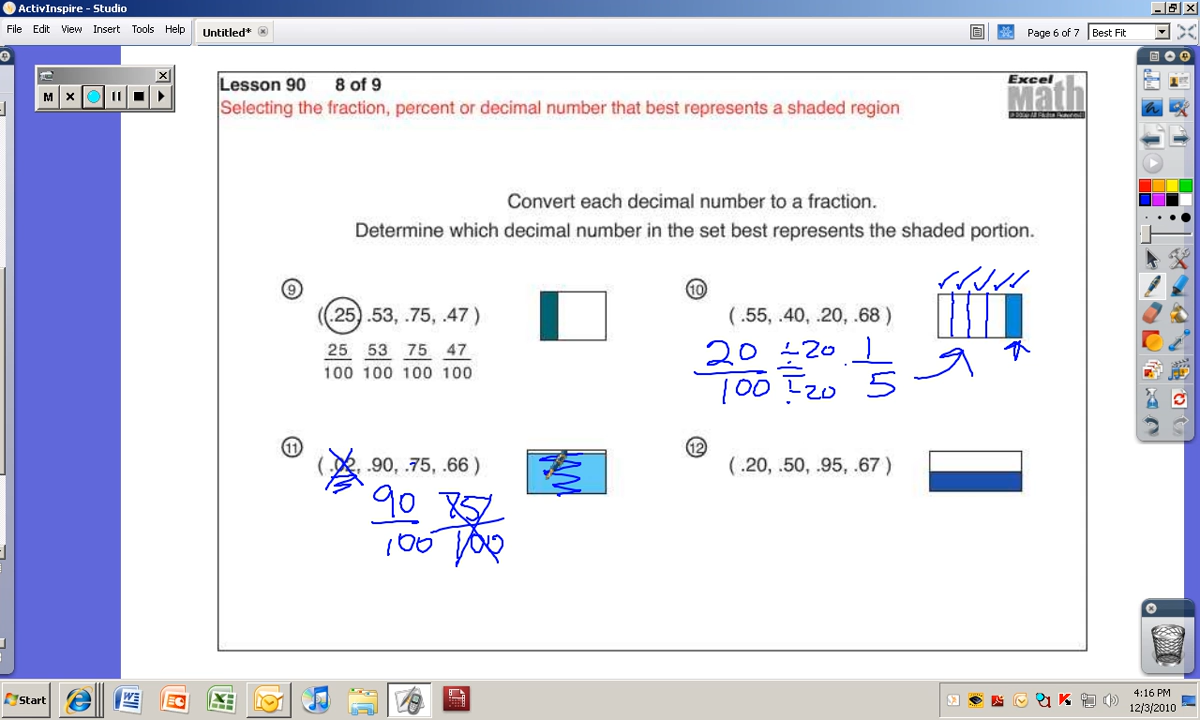 ActivInspire - Studio
File Edit View Insert Tools Help
Untitled*
Page 6 of 7
Best Fit
M
Lesson 90 8 of 9
Selecting the fraction, percent or decimal number that best represents a shaded region
Excel
Math
Convert each decimal number to a fraction.
Determine which decimal number in the set best represents the shaded portion.
9
( .25, .53, .75, .47 )
25/100 53/100 75/100 47/100
10
( .55, .40, .20, .68 )
20/100 ÷20/÷20 = 1/5
11
( .02, .90, .75, .66 )
90/100 75/100
12
( .20, .50, .95, .67 )
Start
4:16 PM
12/3/2010